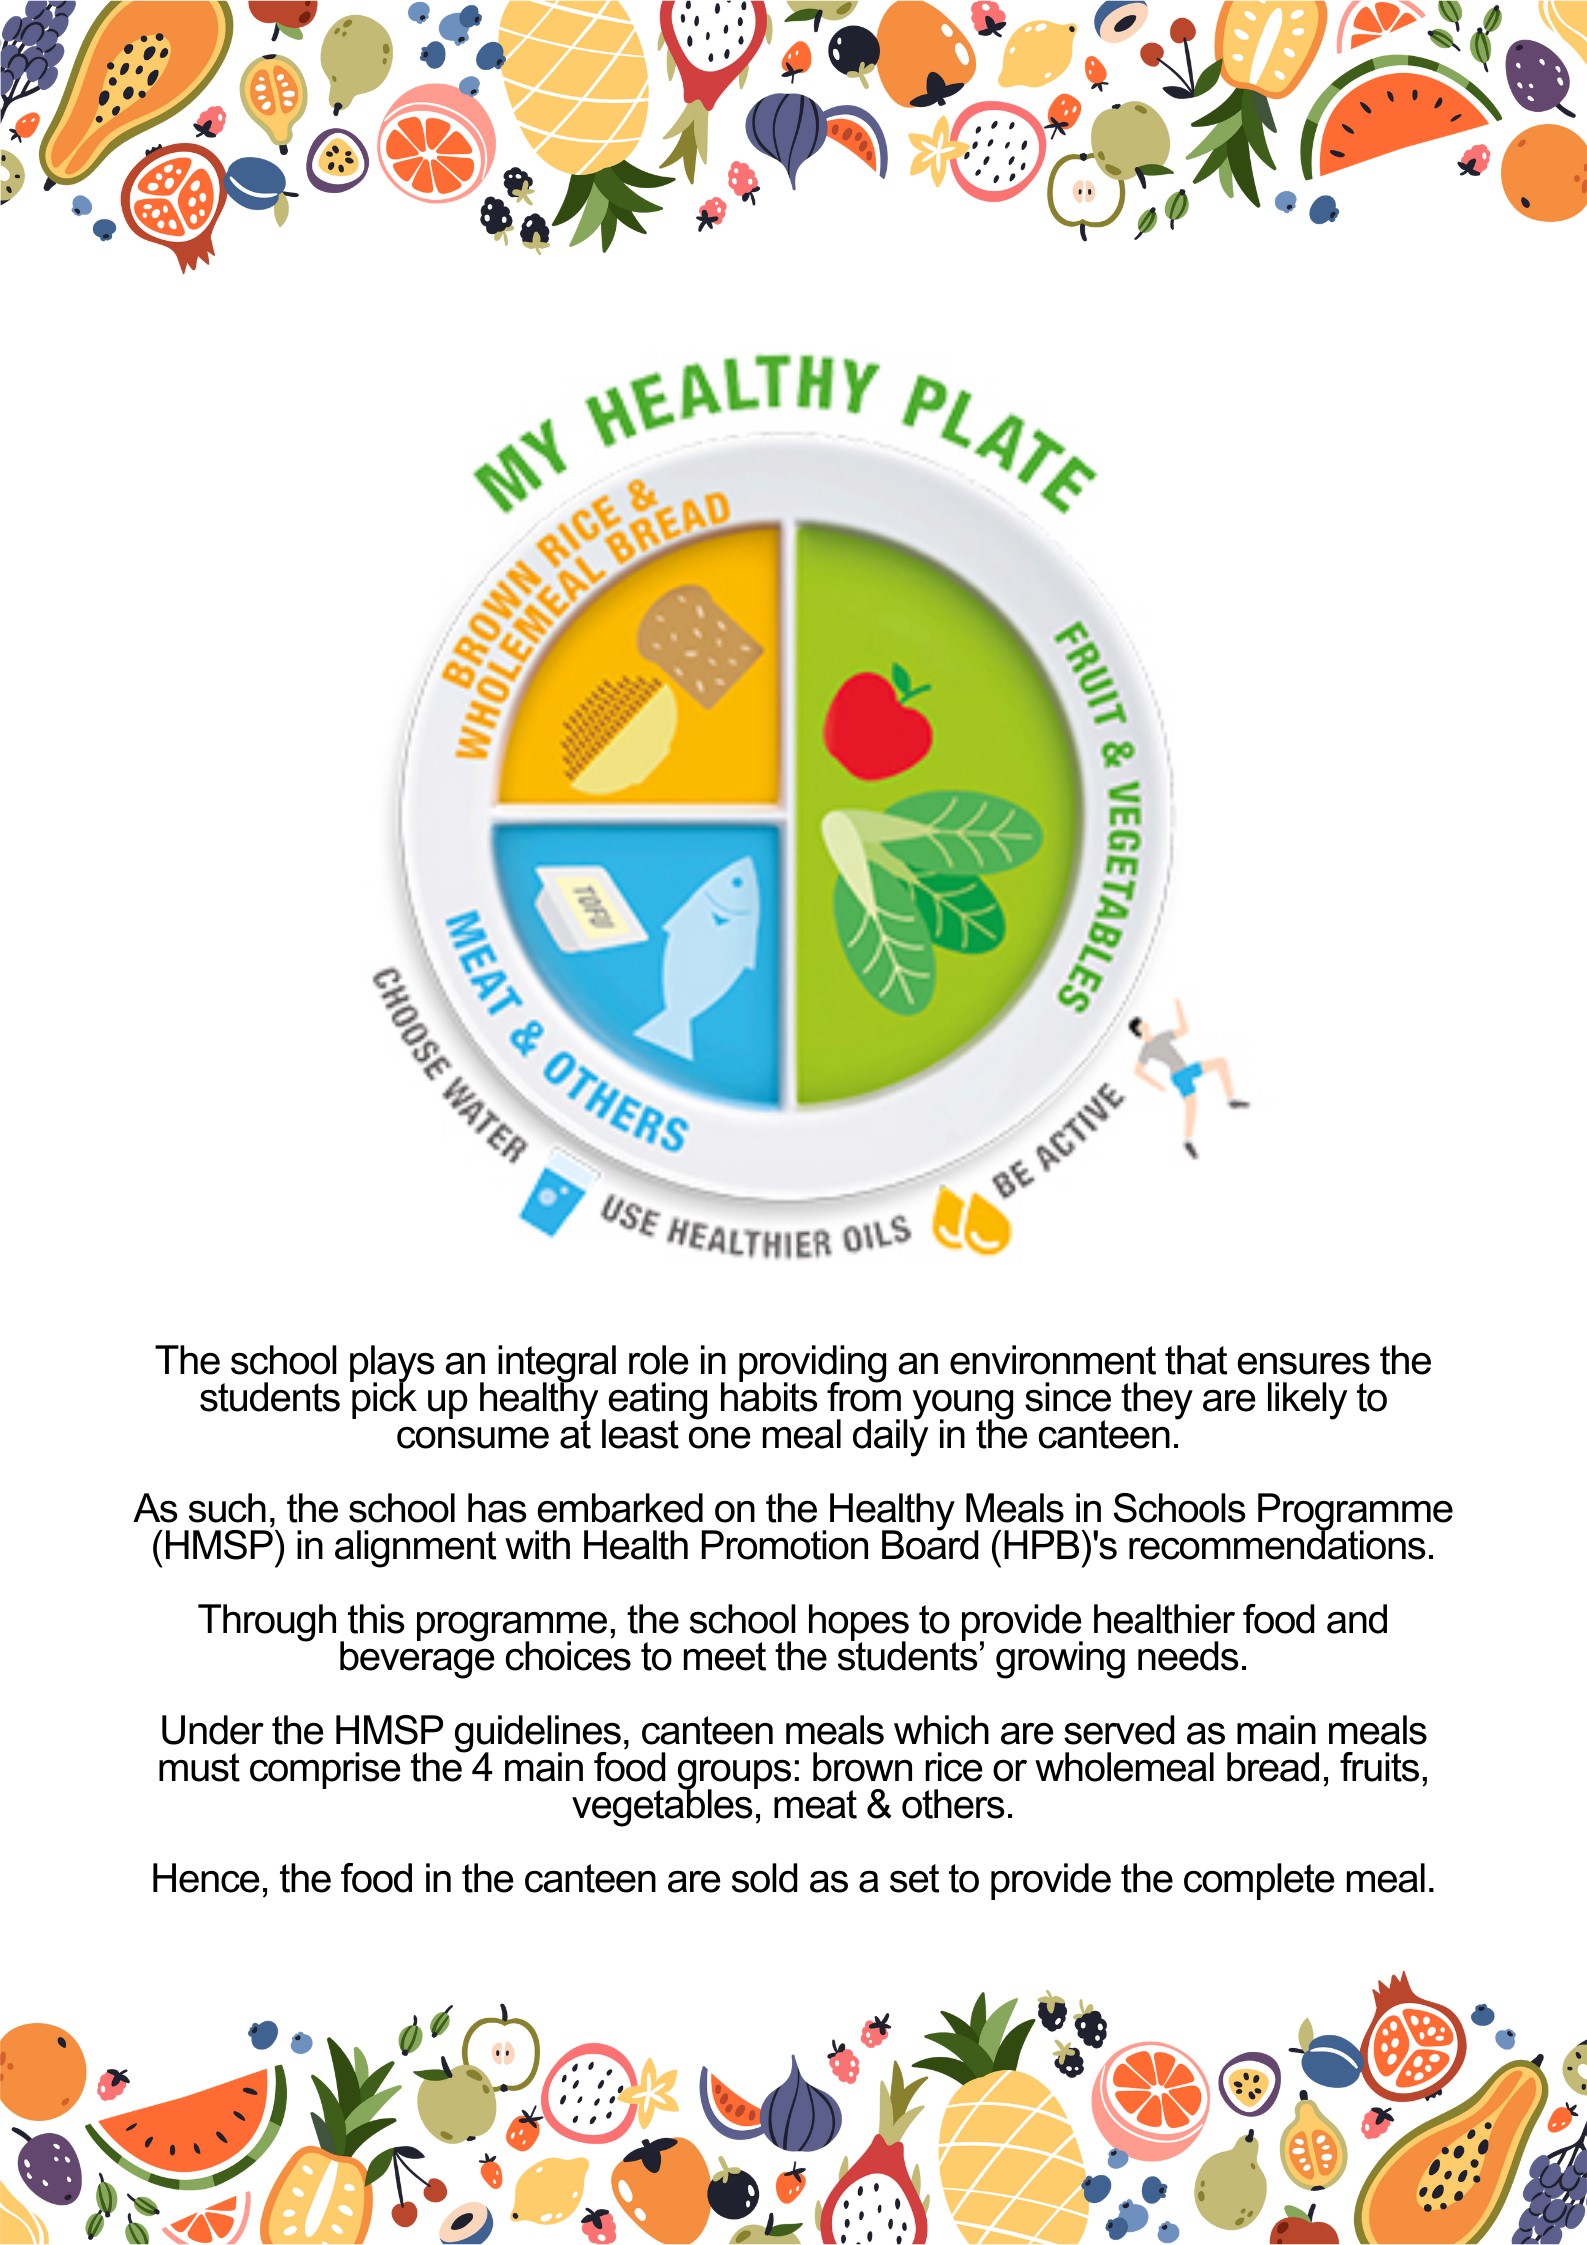 MY HEALTHY PLATE
BROWN RICE &
WHOLEMEAL BREAD
FRUIT & VEGETABLES
TOFU
MEAT & OTHERS
CHOOSE WATER
USE HEALTHIER OILS
BE ACTIVE
The school plays an integral role in providing an environment that ensures the
students pick up healthy eating habits from young since they are likely to
consume at least one meal daily in the canteen.
As such, the school has embarked on the Healthy Meals in Schools Programme
(HMSP) in alignment with Health Promotion Board (HPB)'s recommendations.
Through this programme, the school hopes to provide healthier food and
beverage choices to meet the students’ growing needs.
Under the HMSP guidelines, canteen meals which are served as main meals
must comprise the 4 main food groups: brown rice or wholemeal bread, fruits,
vegetables, meat & others.
Hence, the food in the canteen are sold as a set to provide the complete meal.